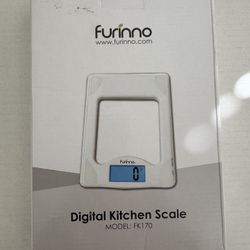 Furinno
www.furinno.com
Furinno
0
Digital Kitchen Scale
MODEL: FK170